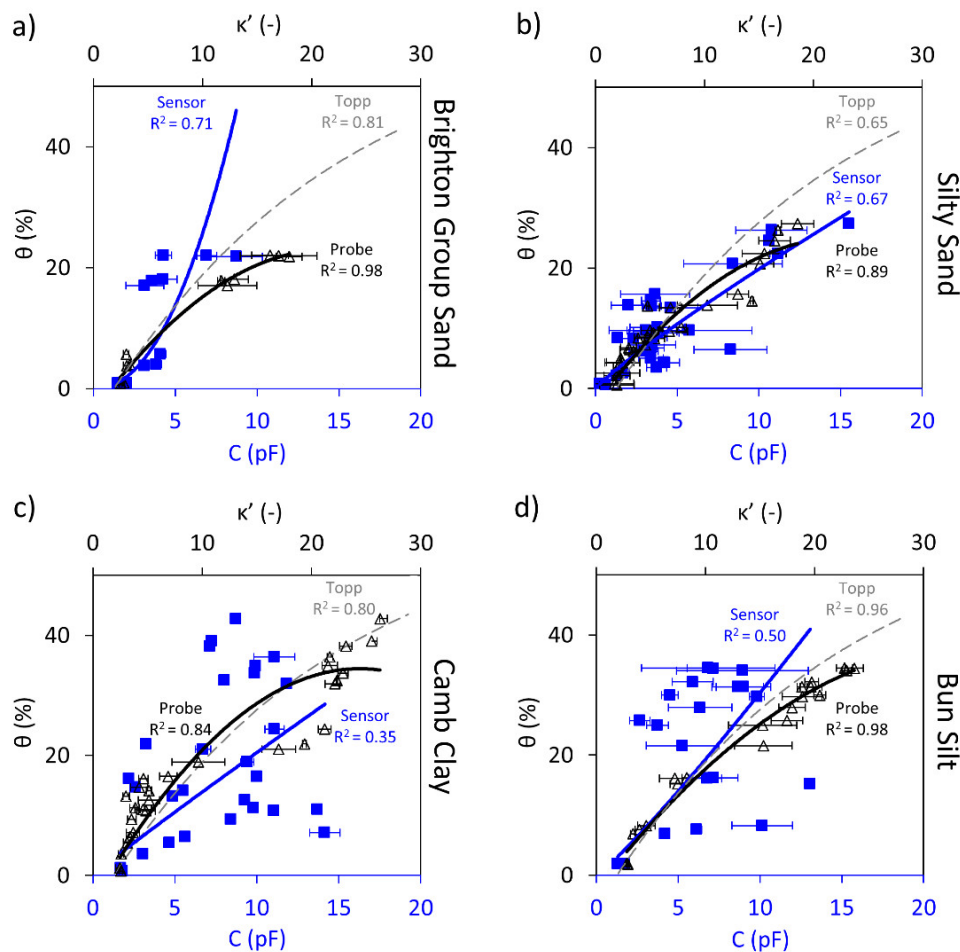 a)
κ’ (-)
0 10 20 30
Sensor
R² = 0.71
Topp
R² = 0.81
Probe
R² = 0.98
θ (%)
40
20
0
0 5 10 15 20
C (pF)
Brighton Group Sand
b)
κ’ (-)
0 10 20 30
Topp
R² = 0.65
Sensor
R² = 0.67
Probe
R² = 0.89
θ (%)
40
20
0
0 5 10 15 20
C (pF)
Silty Sand
c)
κ’ (-)
0 10 20 30
Topp
R² = 0.80
Probe
R² = 0.84
Sensor
R² = 0.35
θ (%)
40
20
0
0 5 10 15 20
C (pF)
Camb Clay
d)
κ’ (-)
0 10 20 30
Topp
R² = 0.96
Sensor
R² = 0.50
Probe
R² = 0.98
θ (%)
40
20
0
0 5 10 15 20
C (pF)
Bun Silt